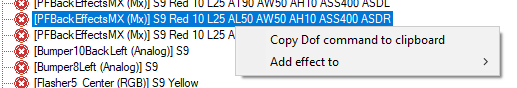 [PFBackEffectsMX (Mx)] S9 Red 10 L25 AT90 AW50 AH10 ASS400 ASDL
[PFBackEffectsMX (Mx)] S9 Red 10 L25 AL50 AW50 AH10 ASS400 ASDR
[PFBackEffectsMX (Mx)] S9 Red 10 L25
Copy Dof command to clipboard
[Bumper10BackLeft (Analog)] S9
Add effect to
[Bumper8Left (Analog)] S9
[Flasher5 Center (RGB)] S9 Yellow